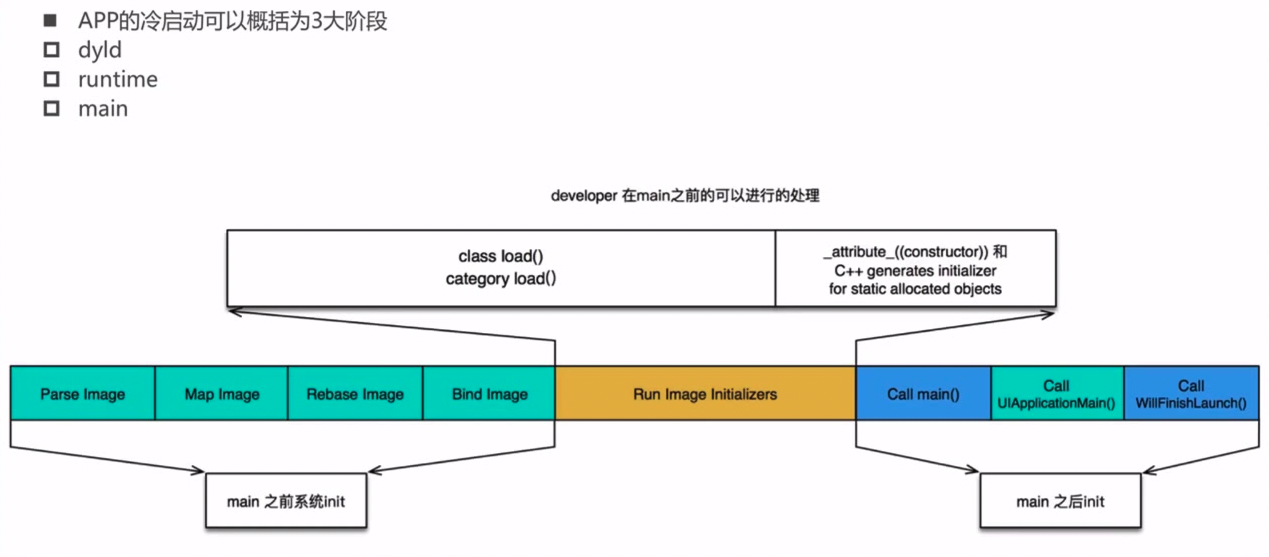 APP的冷启动可以概括为3大阶段
dyld
runtime
main
developer 在main之前的可以进行的处理
class load()
category load()
_attribute_((constructor)) 和
C++ generates initializer
for static allocated objects
Parse Image
Map Image
Rebase Image
Bind Image
Run Image Initializers
Call main()
Call
UIApplicationMain()
Call
WillFinishLaunch()
main 之前系统init
main 之后init